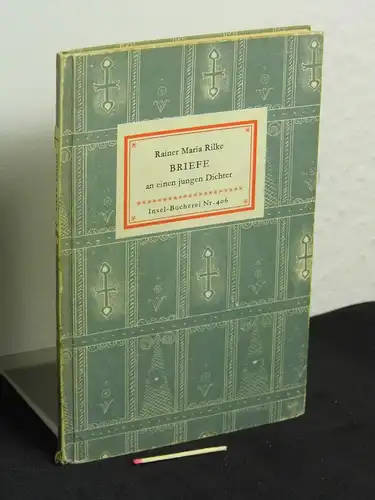 Rainer Maria Rilke
BRIEFE
an einen jungen Dichter
Insel-Bücherei Nr. 406